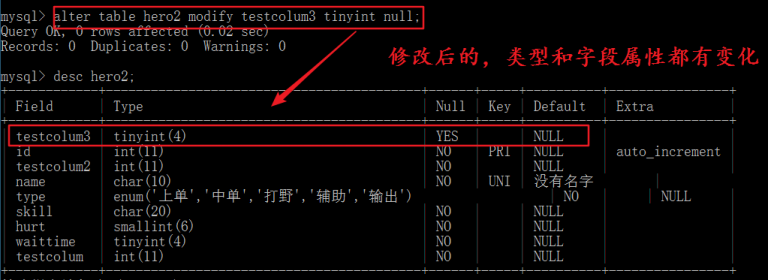 mysql> alter table hero2 modify testcolum3 tinyint null;
Query OK, 0 rows affected (0.02 sec)
Records: 0  Duplicates: 0  Warnings: 0
mysql> desc hero2;
修改后的，类型和字段属性都有变化
| Field | Type | Null | Key | Default | Extra |
| testcolum3 | tinyint(4) | YES | | NULL | |
| id | int(11) | NO | PRI | NULL | auto_increment |
| testcolum2 | int(11) | NO | | NULL | |
| name | char(10) | NO | UNI | 没有名字 | |
| type | enum('上单','中单','打野','辅助','输出') | NO | | NULL | |
| skill | char(20) | NO | | NULL | |
| hurt | smallint(6) | NO | | NULL | |
| waittime | tinyint(4) | NO | | NULL | |
| testcolum | int(11) | NO | | NULL | |